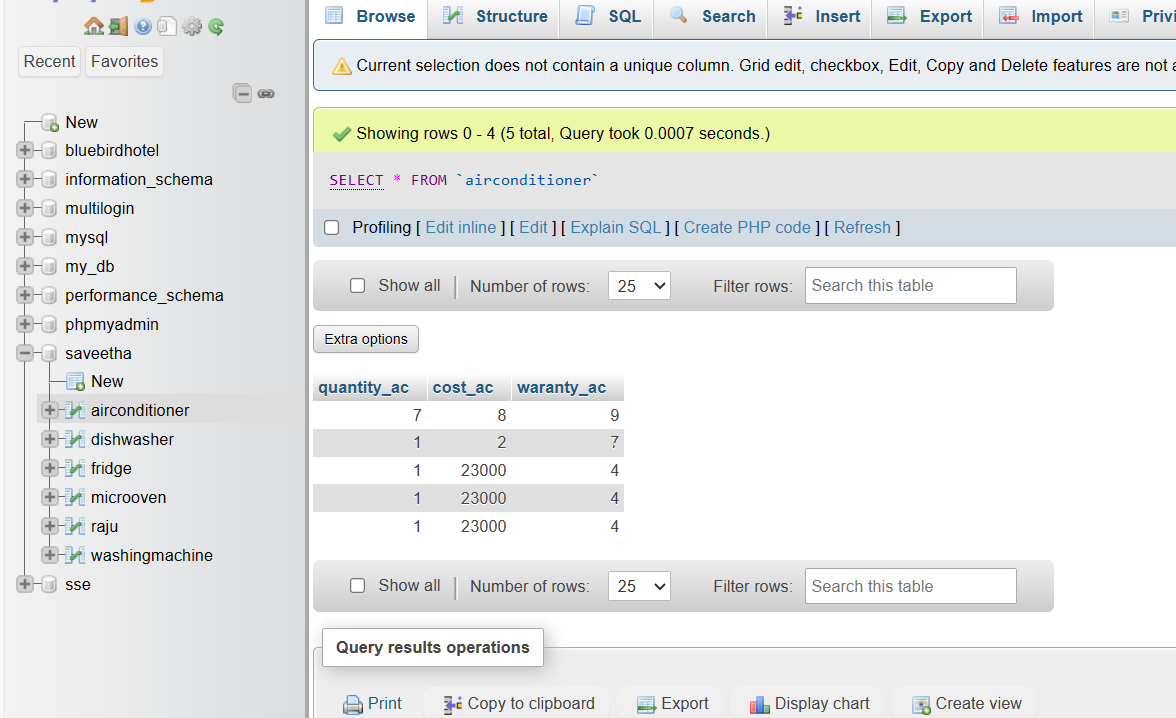 Browse Structure SQL Search Insert Export Import
Recent Favorites
Current selection does not contain a unique column. Grid edit, checkbox, Edit, Copy and Delete features are not a
New
bluebirdhotel
information_schema
multilogin
mysql
my_db
performance_schema
phpmyadmin
saveetha
New
airconditioner
dishwasher
fridge
microoven
raju
washingmachine
sse
Showing rows 0 - 4 (5 total, Query took 0.0007 seconds.)
SELECT * FROM `airconditioner`
Profiling [ Edit inline ] [ Edit ] [ Explain SQL ] [ Create PHP code ] [ Refresh ]
Show all Number of rows: 25 Filter rows: Search this table
Extra options
quantity_ac cost_ac waranty_ac
7 8 9
1 2 7
1 23000 4
1 23000 4
1 23000 4
Show all Number of rows: 25 Filter rows: Search this table
Query results operations
Print Copy to clipboard Export Display chart Create view